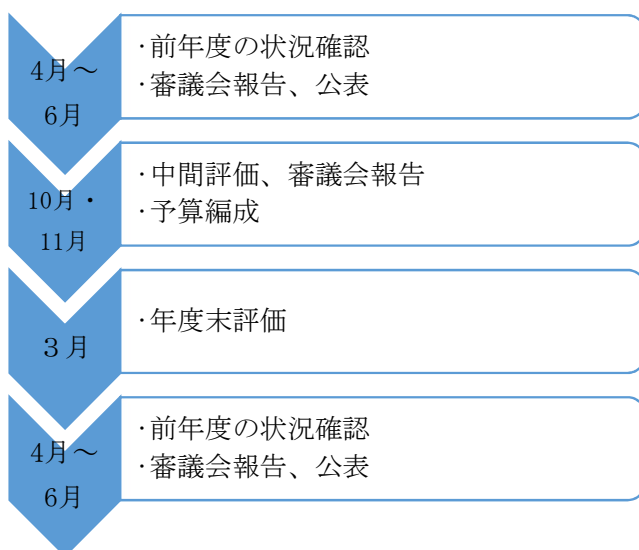 4月～
6月
·前年度の状況確認
·審議会報告、公表
10月・
11月
·中間評価、審議会報告
·予算編成
３月
·年度末評価
4月～
6月
·前年度の状況確認
·審議会報告、公表